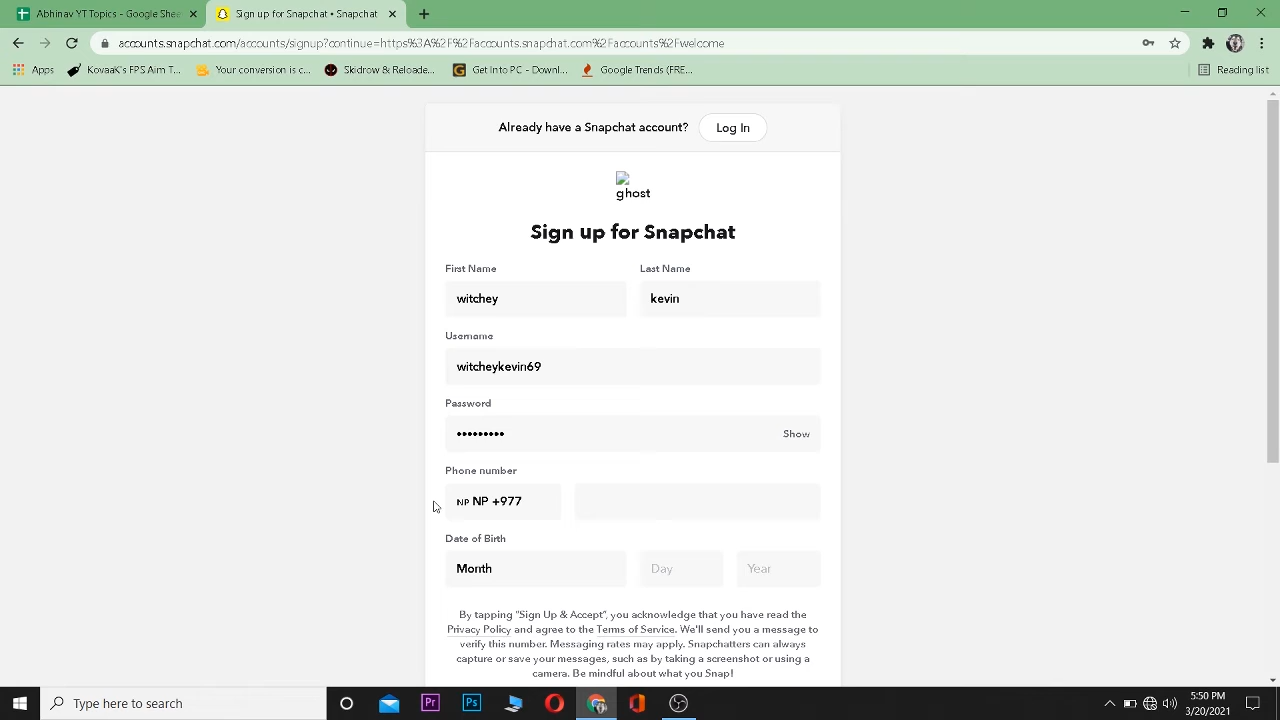 Abhinav YT Topics - Google Shee
Sign up for Snapchat • Snapchat
accounts.snapchat.com/accounts/signup?continue=https%3A%2F%2Faccounts.snapchat.com%2Faccounts%2Fwelcome
Apps
KovaaK's FPS Aim T...
Your conversion is c...
Skidrow & Reloade...
Get Into PC - Downl...
Google Trends (FRE...
Reading list
Already have a Snapchat account?
Log In
ghost
Sign up for Snapchat
First Name
Last Name
witchey
kevin
Username
witcheykevin69
Password
Show
Phone number
NP NP +977
Date of Birth
Month
Day
Year
By tapping "Sign Up & Accept", you acknowledge that you have read the
Privacy Policy and agree to the Terms of Service. We'll send you a message to
verify this number. Messaging rates may apply. Snapchatters can always
capture or save your messages, such as by taking a screenshot or using a
camera. Be mindful about what you Snap!
Type here to search
Pr
Ps
5:50 PM
3/20/2021